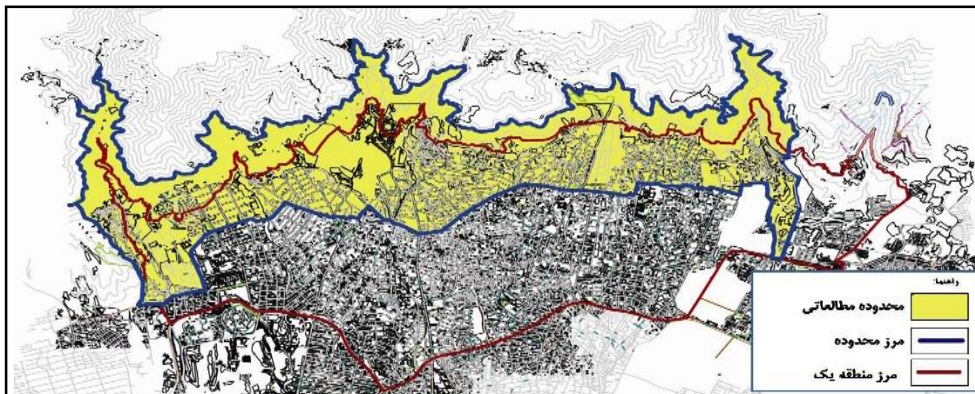 راهنما:
محدوده مطالعاتی
مرز محدوده
مرز منطقه یک